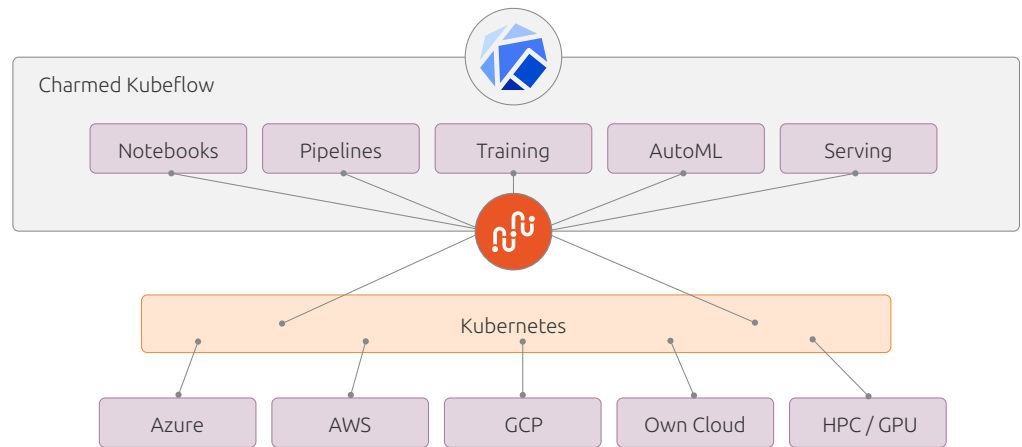 Charmed Kubeflow
Notebooks
Pipelines
Training
AutoML
Serving
Kubernetes
Azure
AWS
GCP
Own Cloud
HPC / GPU